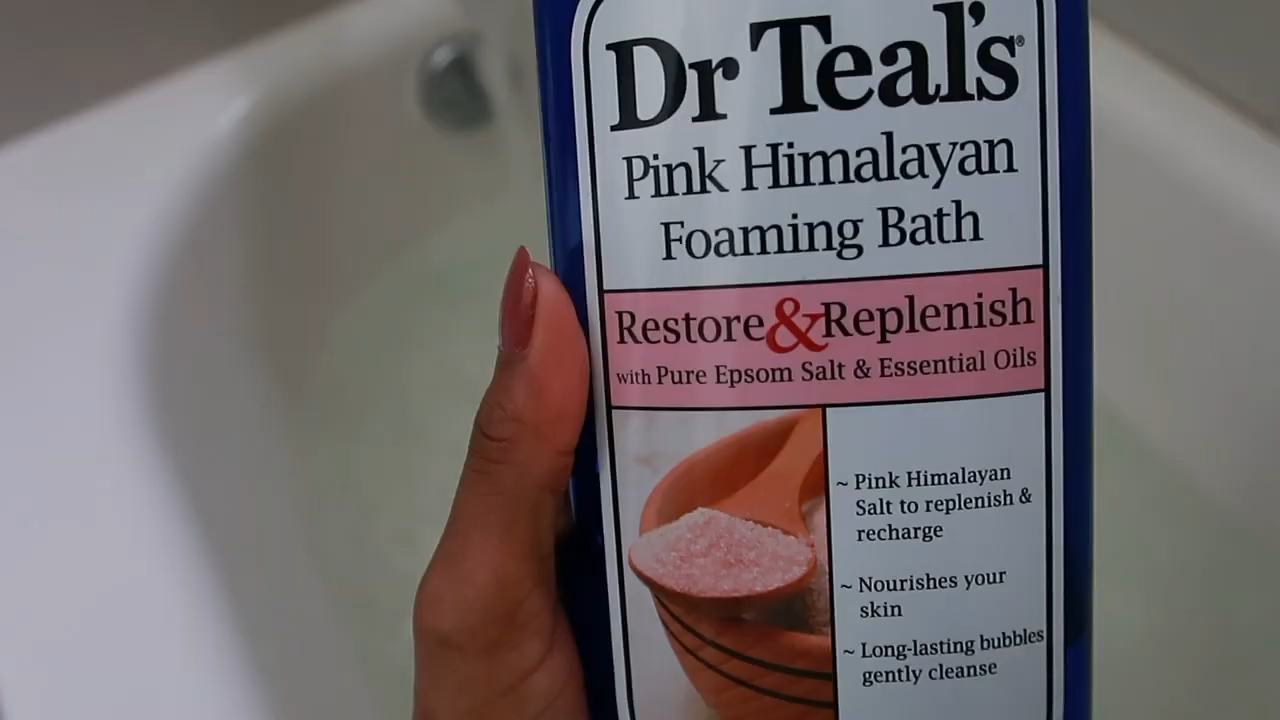 Dr Teal's®
Pink Himalayan
Foaming Bath
Restore & Replenish
with Pure Epsom Salt & Essential Oils
~ Pink Himalayan
Salt to replenish &
recharge
~ Nourishes your
skin
~ Long-lasting bubbles
gently cleanse